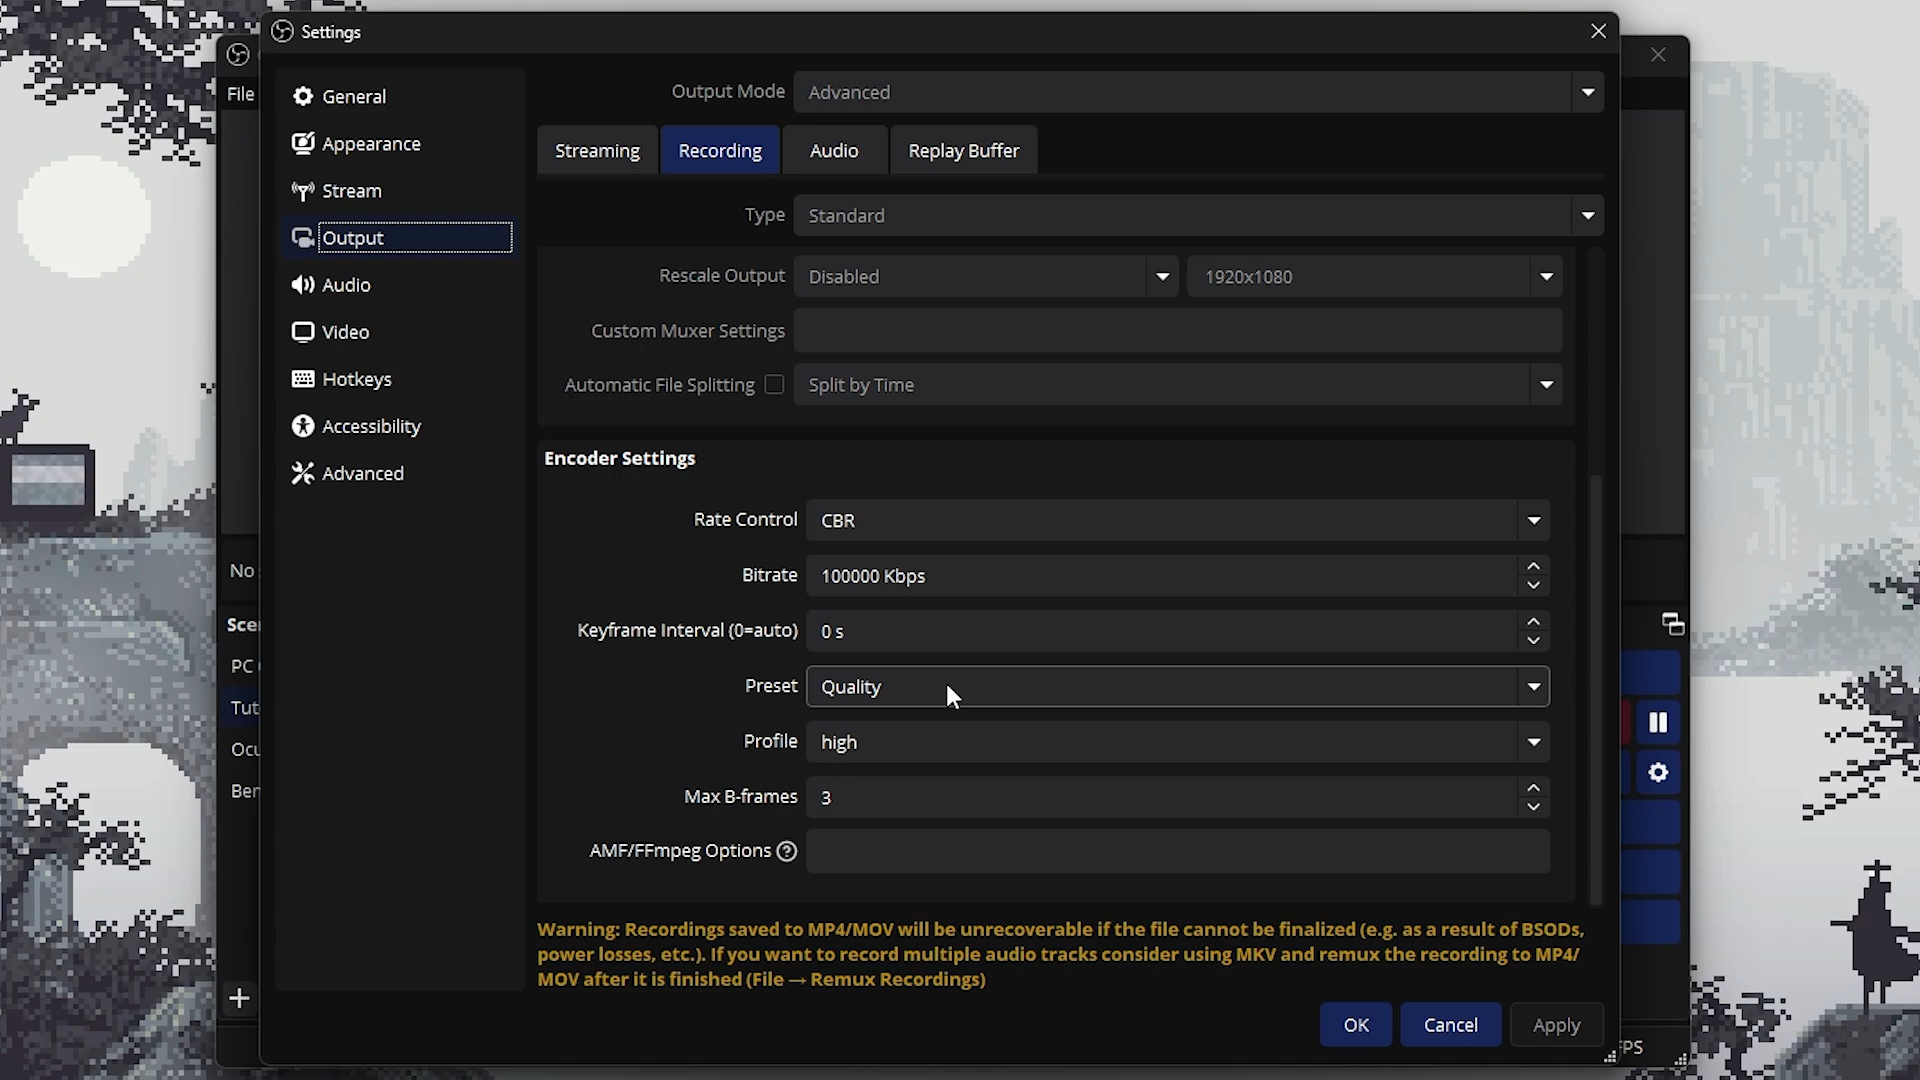 Settings
File
General
Appearance
Stream
Output
Audio
Video
Hotkeys
Accessibility
Advanced
Output Mode Advanced
Streaming Recording Audio Replay Buffer
Type Standard
Rescale Output Disabled 1920x1080
Custom Muxer Settings
Automatic File Splitting Split by Time
Encoder Settings
Rate Control CBR
Bitrate 100000 Kbps
Keyframe Interval (0=auto) 0 s
Preset Quality
Profile high
Max B-frames 3
AMF/FFmpeg Options
Warning: Recordings saved to MP4/MOV will be unrecoverable if the file cannot be finalized (e.g. as a result of BSODs,
power losses, etc.). If you want to record multiple audio tracks consider using MKV and remux the recording to MP4/
MOV after it is finished (File → Remux Recordings)
OK Cancel Apply
No
PC